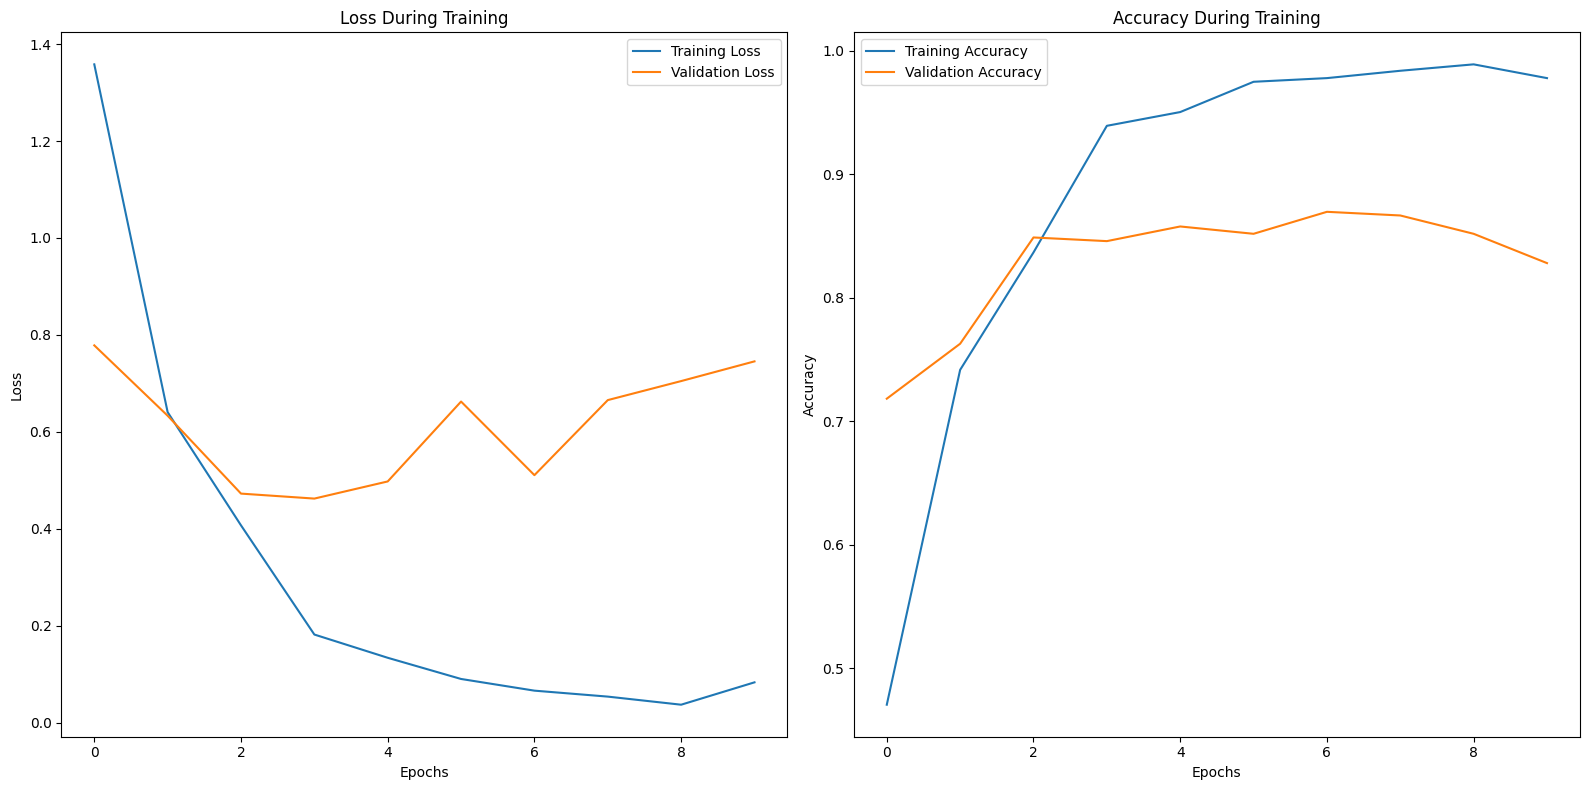 Loss During Training
1.4
1.2
1.0
0.8
0.6
0.4
0.2
0.0
Loss
Training Loss
Validation Loss
0 2 4 6 8
Epochs
Accuracy During Training
1.0
0.9
0.8
0.7
0.6
0.5
Accuracy
Training Accuracy
Validation Accuracy
0 2 4 6 8
Epochs